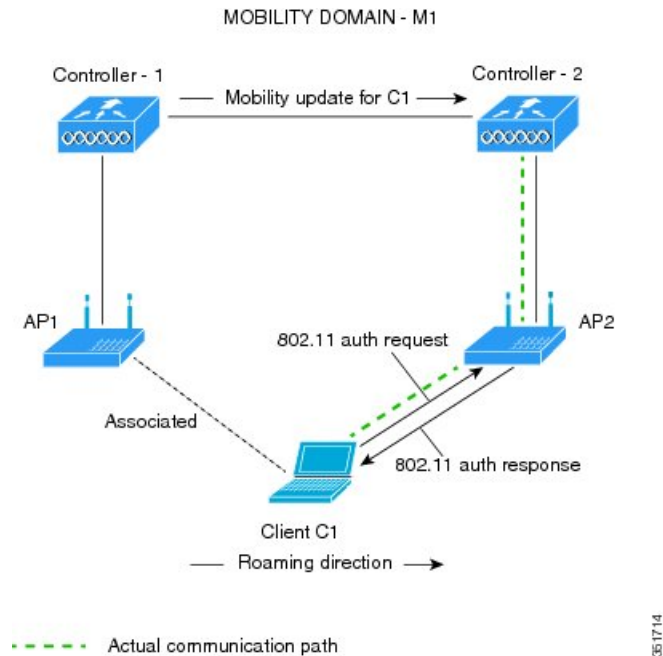 MOBILITY DOMAIN - M1
Controller - 1
Controller - 2
Mobility update for C1
AP1
AP2
802.11 auth request
Associated
802.11 auth response
Client C1
Roaming direction
Actual communication path
351714